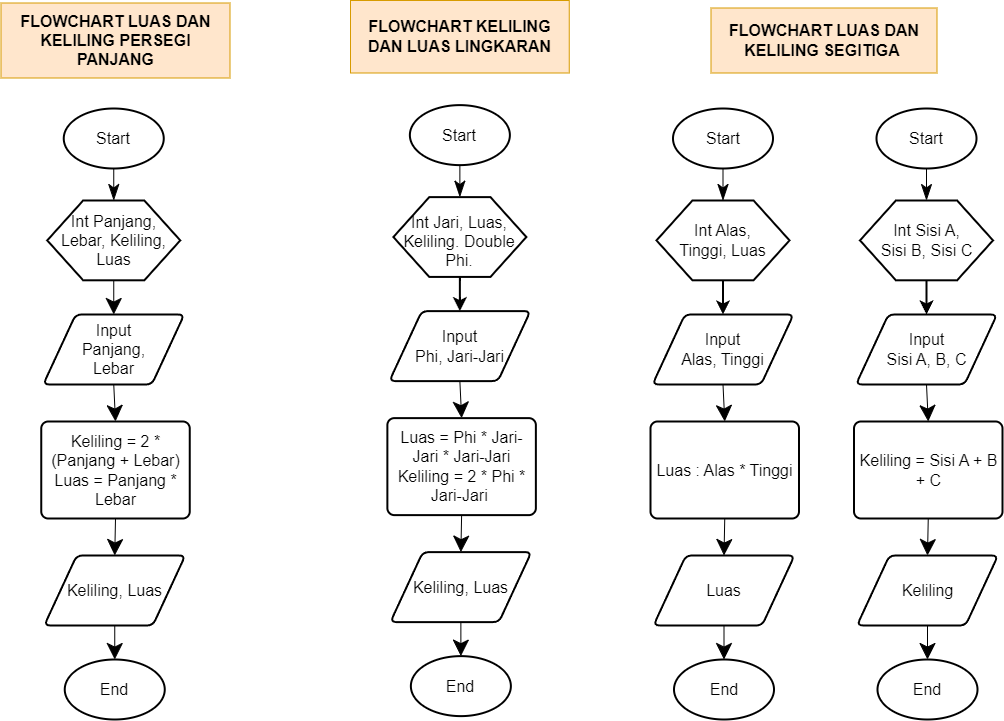 FLOWCHART LUAS DAN
KELILING PERSEGI
PANJANG
Start
Int Panjang,
Lebar, Keliling,
Luas
Input
Panjang,
Lebar
Keliling = 2 *
(Panjang + Lebar)
Luas = Panjang *
Lebar
Keliling, Luas
End
FLOWCHART KELILING
DAN LUAS LINGKARAN
Start
Int Jari, Luas,
Keliling. Double
Phi.
Input
Phi, Jari-Jari
Luas = Phi * Jari-
Jari * Jari-Jari
Keliling = 2 * Phi *
Jari-Jari
Keliling, Luas
End
FLOWCHART LUAS DAN
KELILING SEGITIGA
Start
Int Alas,
Tinggi, Luas
Input
Alas, Tinggi
Luas : Alas * Tinggi
Luas
End
Start
Int Sisi A,
Sisi B, Sisi C
Input
Sisi A, B, C
Keliling = Sisi A + B
+ C
Keliling
End